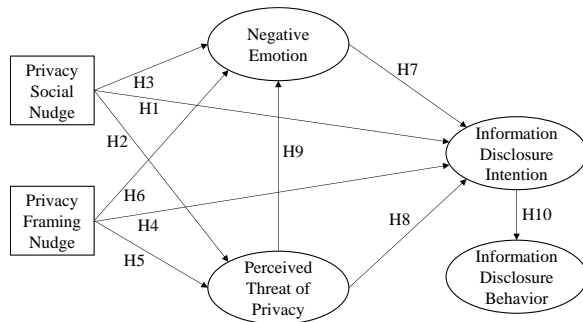 Privacy
Social
Nudge
Privacy
Framing
Nudge
Negative
Emotion
Perceived
Threat of
Privacy
Information
Disclosure
Intention
Information
Disclosure
Behavior
H3
H1
H2
H6
H4
H5
H9
H7
H8
H10